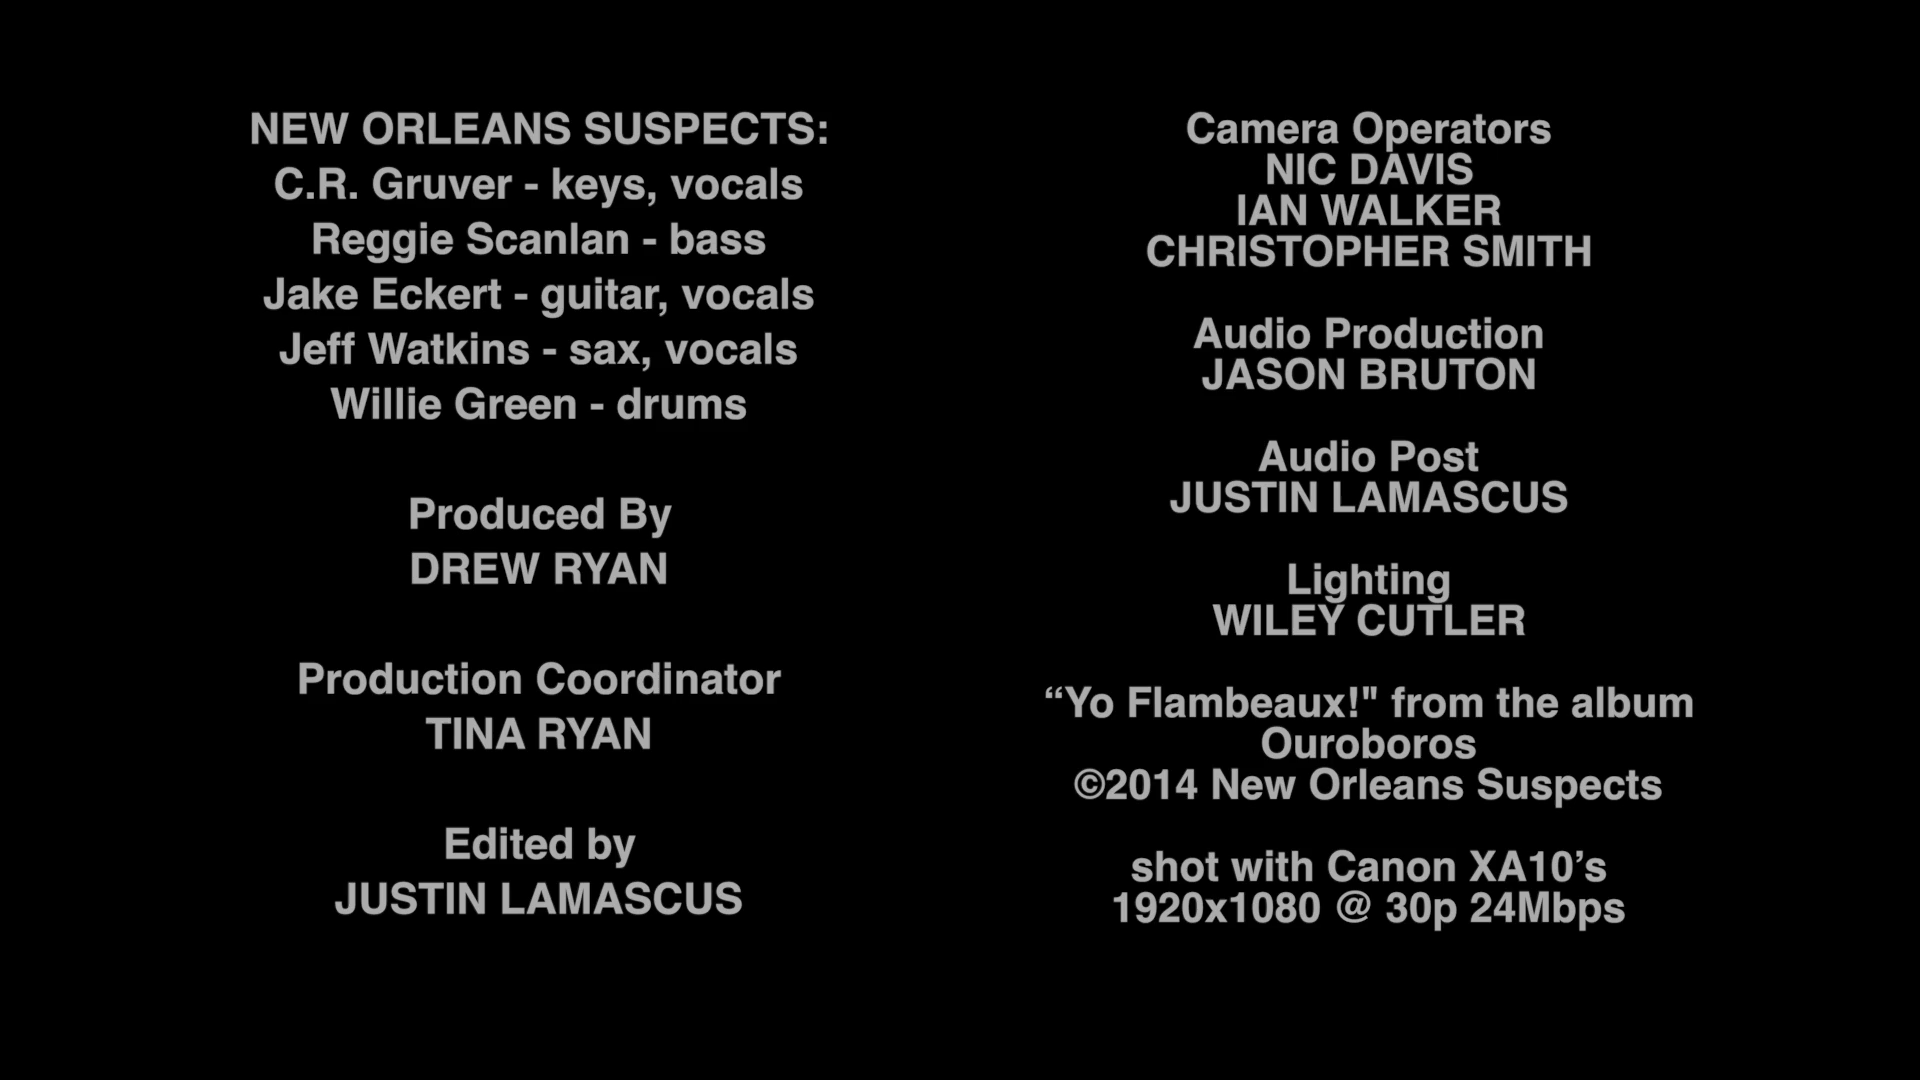 NEW ORLEANS SUSPECTS:
C.R. Gruver - keys, vocals
Reggie Scanlan - bass
Jake Eckert - guitar, vocals
Jeff Watkins - sax, vocals
Willie Green - drums
Produced By
DREW RYAN
Production Coordinator
TINA RYAN
Edited by
JUSTIN LAMASCUS
Camera Operators
NIC DAVIS
IAN WALKER
CHRISTOPHER SMITH
Audio Production
JASON BRUTON
Audio Post
JUSTIN LAMASCUS
Lighting
WILEY CUTLER
“Yo Flambeaux!" from the album
Ouroboros
©2014 New Orleans Suspects
shot with Canon XA10’s
1920x1080 @ 30p 24Mbps